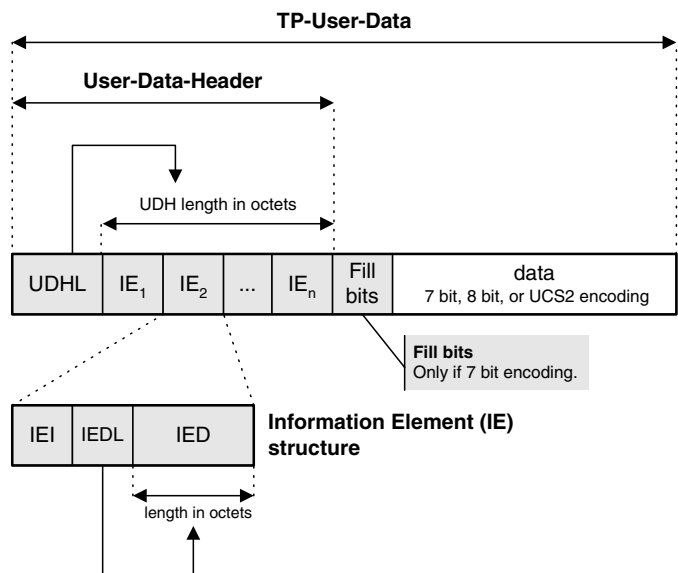 TP-User-Data
User-Data-Header
UDH length in octets
UDHL IE1 IE2 ... IEn Fill bits data
7 bit, 8 bit, or UCS2 encoding
Fill bits
Only if 7 bit encoding.
IEI IEDL IED
Information Element (IE)
structure
length in octets